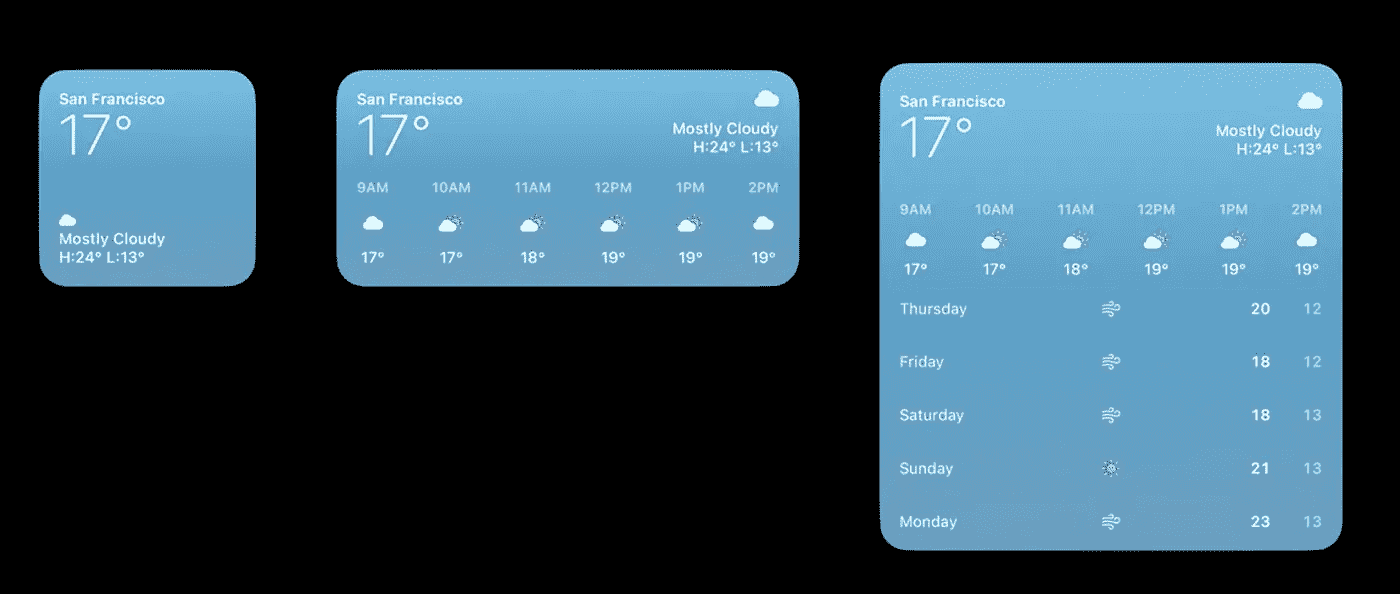 San Francisco
17°
Mostly Cloudy
H:24° L:13°
San Francisco
17°
Mostly Cloudy
H:24° L:13°
9AM 10AM 11AM 12PM 1PM 2PM
17° 17° 18° 19° 19° 19°
San Francisco
17°
Mostly Cloudy
H:24° L:13°
9AM 10AM 11AM 12PM 1PM 2PM
17° 17° 18° 19° 19° 19°
Thursday 20 12
Friday 18 12
Saturday 18 13
Sunday 21 13
Monday 23 13